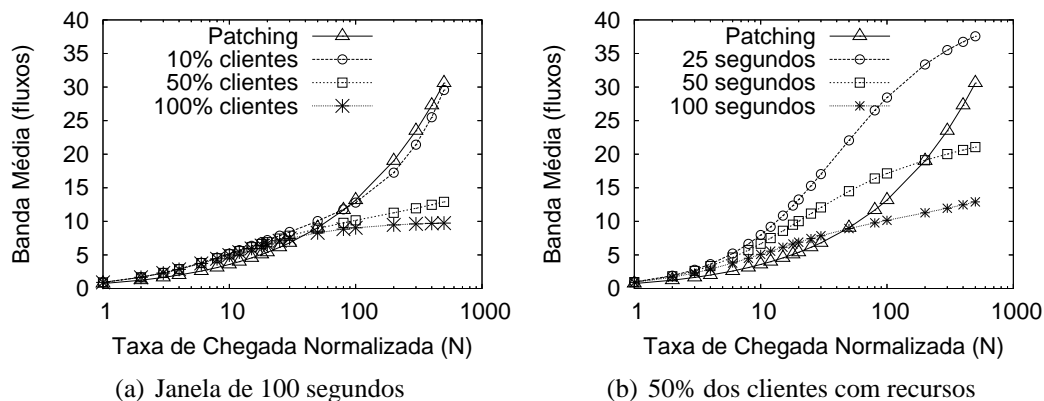 40
35
30
25
20
15
10
5
0
Banda Média (fluxos)
Patching
10% clientes
50% clientes
100% clientes
1 10 100 1000
Taxa de Chegada Normalizada (N)
(a) Janela de 100 segundos
40
35
30
25
20
15
10
5
0
Banda Média (fluxos)
Patching
25 segundos
50 segundos
100 segundos
1 10 100 1000
Taxa de Chegada Normalizada (N)
(b) 50% dos clientes com recursos